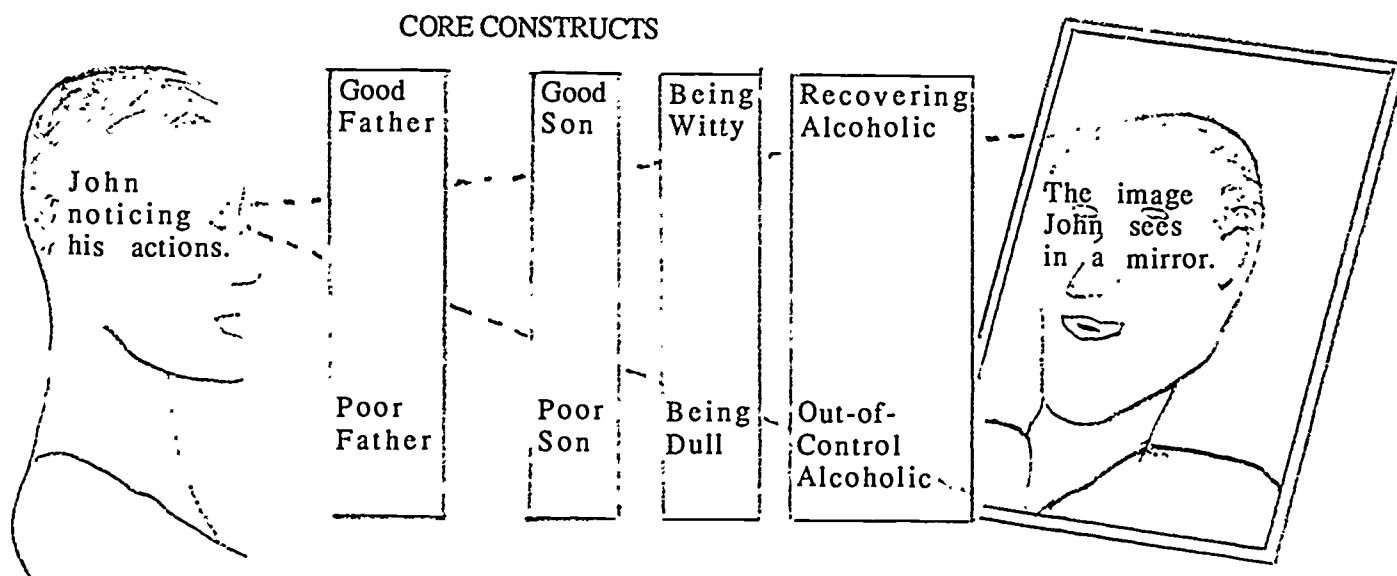 CORE CONSTRUCTS
John
noticing
his actions.
Good
Father
Poor
Father
Good
Son
Poor
Son
Being
Witty
Being
Dull
Recovering
Alcoholic
Out-of-
Control
Alcoholic
The image
John sees
in a mirror.